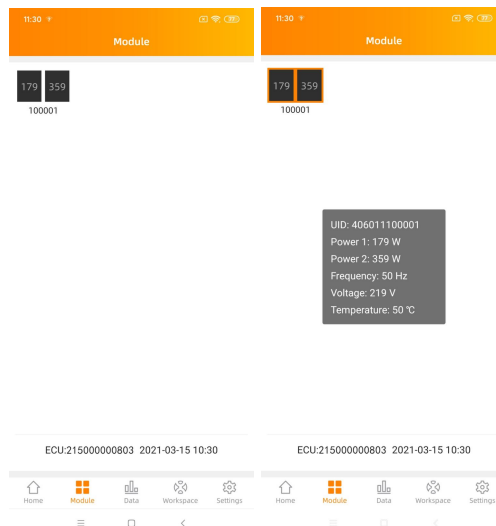 11:30
Module
179 359
100001
ECU:215000000803 2021-03-15 10:30
Home Module Data Workspace Settings
11:30
Module
179 359
100001
UID: 406011100001
Power 1: 179 W
Power 2: 359 W
Frequency: 50 Hz
Voltage: 219 V
Temperature: 50 ℃
ECU:215000000803 2021-03-15 10:30
Home Module Data Workspace Settings